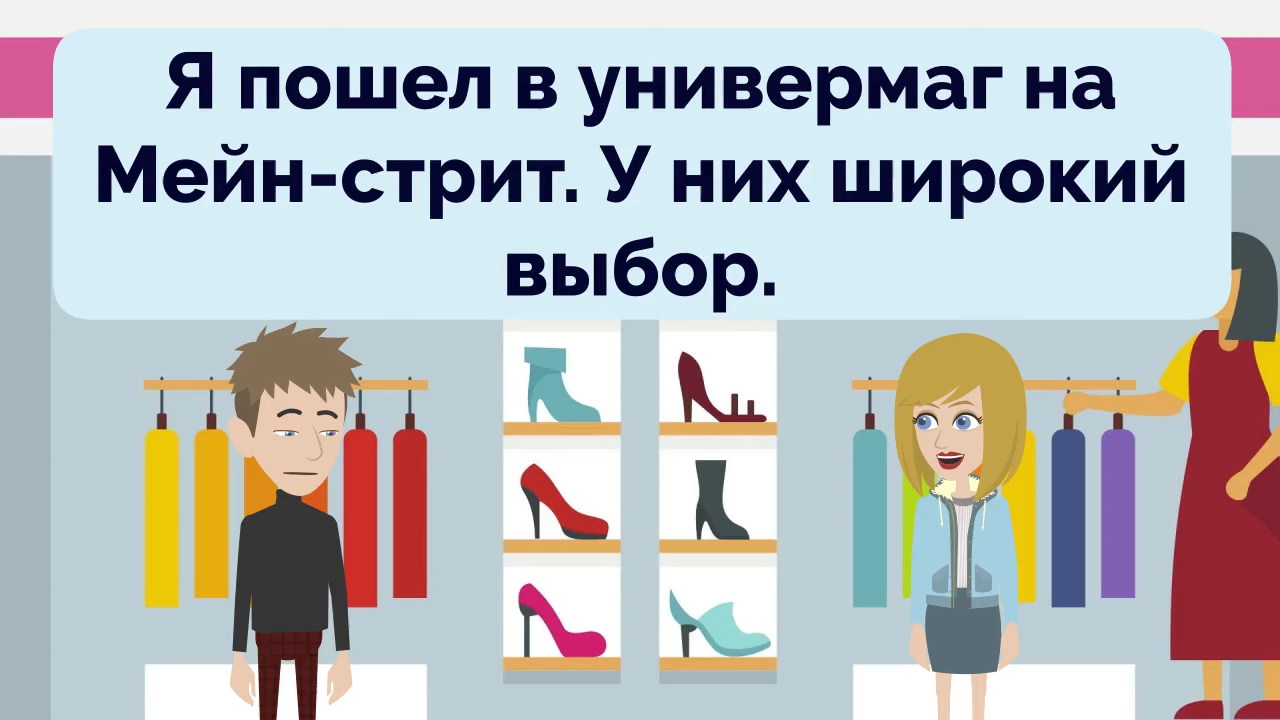 Я пошел в универмаг на
Мейн-стрит. У них широкий
выбор.